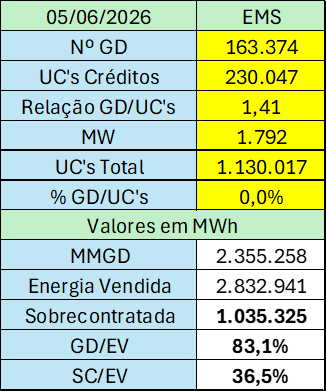 05/06/2026 EMS
Nº GD 163.374
UC's Créditos 230.047
Relação GD/UC's 1,41
MW 1.792
UC's Total 1.130.017
% GD/UC's 0,0%
Valores em MWh
MMGD 2.355.258
Energia Vendida 2.832.941
Sobrecontratada 1.035.325
GD/EV 83,1%
SC/EV 36,5%